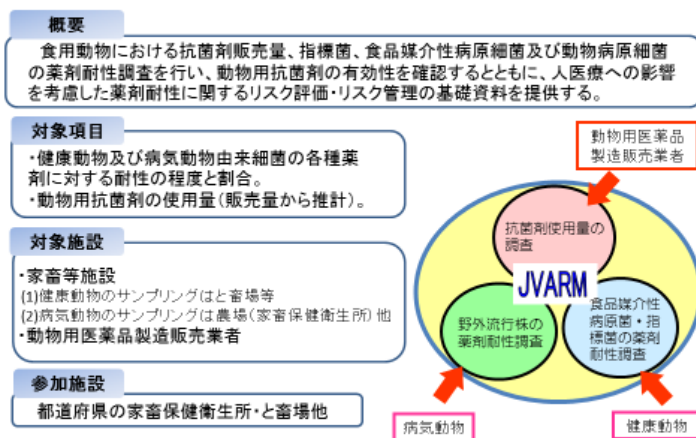 概要
食用動物における抗菌剤販売量、指標菌、食品媒介性病原細菌及び動物病原細菌
の薬剤耐性調査を行い、動物用抗菌剤の有効性を確認するとともに、人医療への影響
を考慮した薬剤耐性に関するリスク評価・リスク管理の基礎資料を提供する。
対象項目
・健康動物及び病気動物由来細菌の各種薬
剤に対する耐性の程度と割合。
・動物用抗菌剤の使用量(販売量から推計)。
対象施設
・家畜等施設
(1)健康動物のサンプリングはと畜場等
(2)病気動物のサンプリングは農場(家畜保健衛生所)他
・動物用医薬品製造販売業者
参加施設
都道府県の家畜保健衛生所・と畜場他
動物用医薬品
製造販売業者
抗菌剤使用量の
調査
JVARM
野外流行株の
薬剤耐性調査
食品媒介性
病原菌・指
標菌の薬剤
耐性調査
病気動物
健康動物